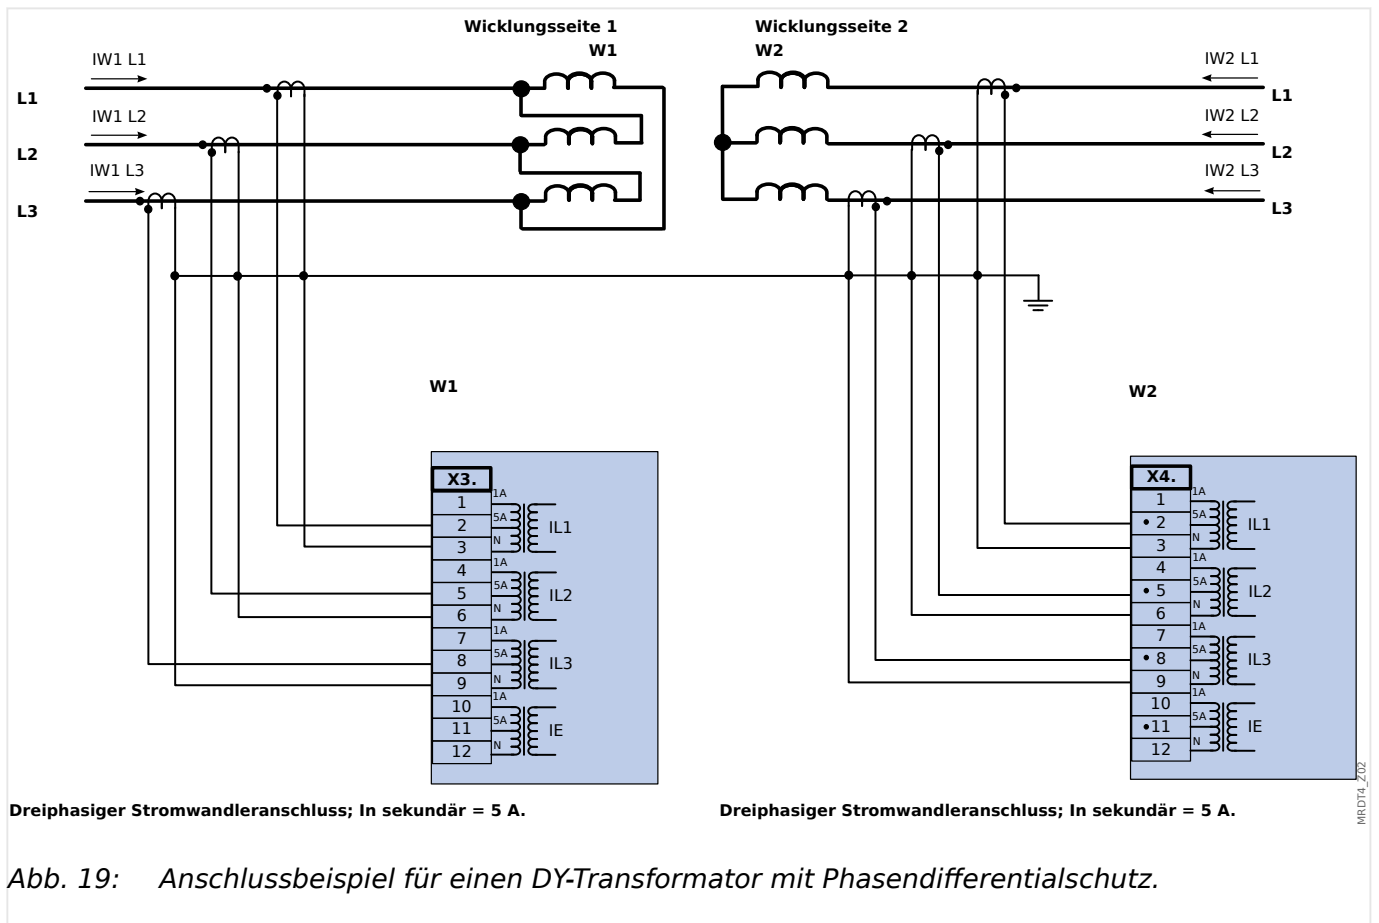 Wicklungsseite 1
Wicklungsseite 2
W1
W2
IW1 L1
IW2 L1
L1
L1
IW1 L2
IW2 L2
L2
L2
IW1 L3
IW2 L3
L3
L3
W1
W2
X3.
1
2
3
4
5
6
7
8
9
10
11
12
1A
5A
N
IL1
1A
5A
N
IL2
1A
5A
N
IL3
1A
5A
N
IE
X4.
1
• 2
3
4
• 5
6
7
• 8
9
10
•11
12
1A
5A
N
IL1
1A
5A
N
IL2
1A
5A
N
IL3
1A
5A
N
IE
MRDT4_Z02
Dreiphasiger Stromwandleranschluss; In sekundär = 5 A.
Dreiphasiger Stromwandleranschluss; In sekundär = 5 A.
Abb. 19: Anschlussbeispiel für einen DY-Transformator mit Phasendifferentialschutz.